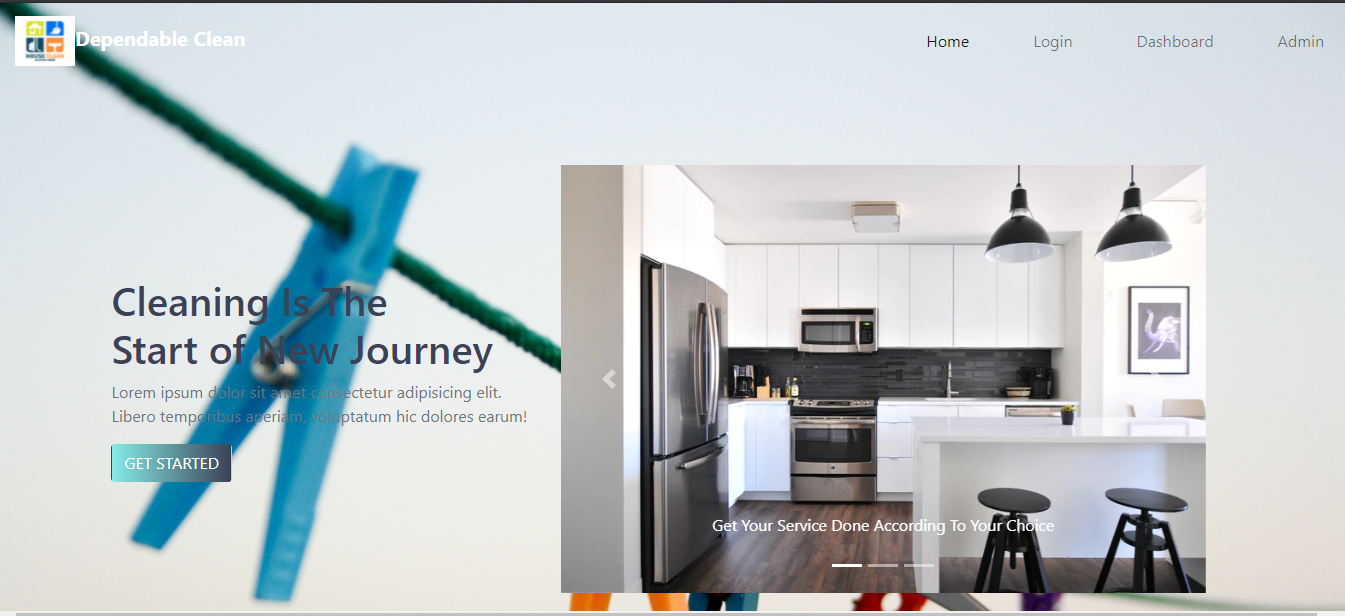 HOUSE CLEAN
Dependable Clean
Home
Login
Dashboard
Admin
Cleaning Is The
Start of New Journey
Lorem ipsum dolor sit amet consectetur adipisicing elit.
Libero temporibus aperiam, voluptatum hic dolores earum!
GET STARTED
Get Your Service Done According To Your Choice